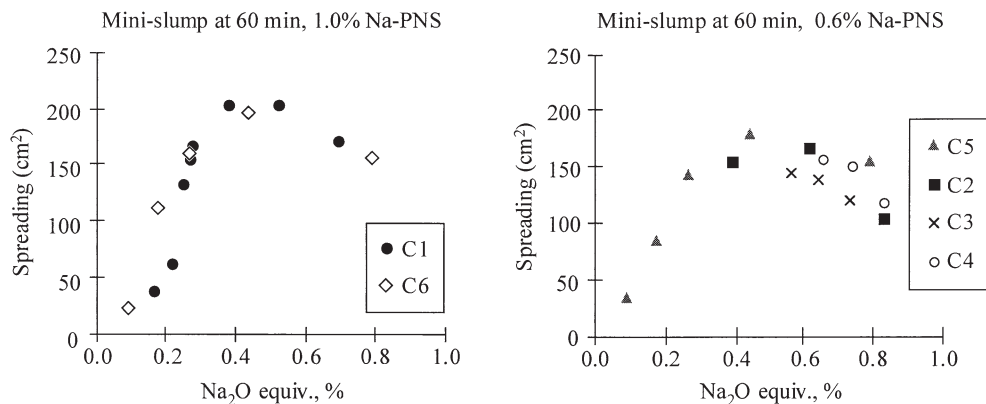 Mini-slump at 60 min, 1.0% Na-PNS
250
200
150
100
50
0
Spreading (cm²)
0.0 0.2 0.4 0.6 0.8 1.0
Na₂O equiv., %
C1
C6
Mini-slump at 60 min, 0.6% Na-PNS
250
200
150
100
50
0
Spreading (cm²)
0.0 0.2 0.4 0.6 0.8 1.0
Na₂O equiv., %
C5
C2
C3
C4